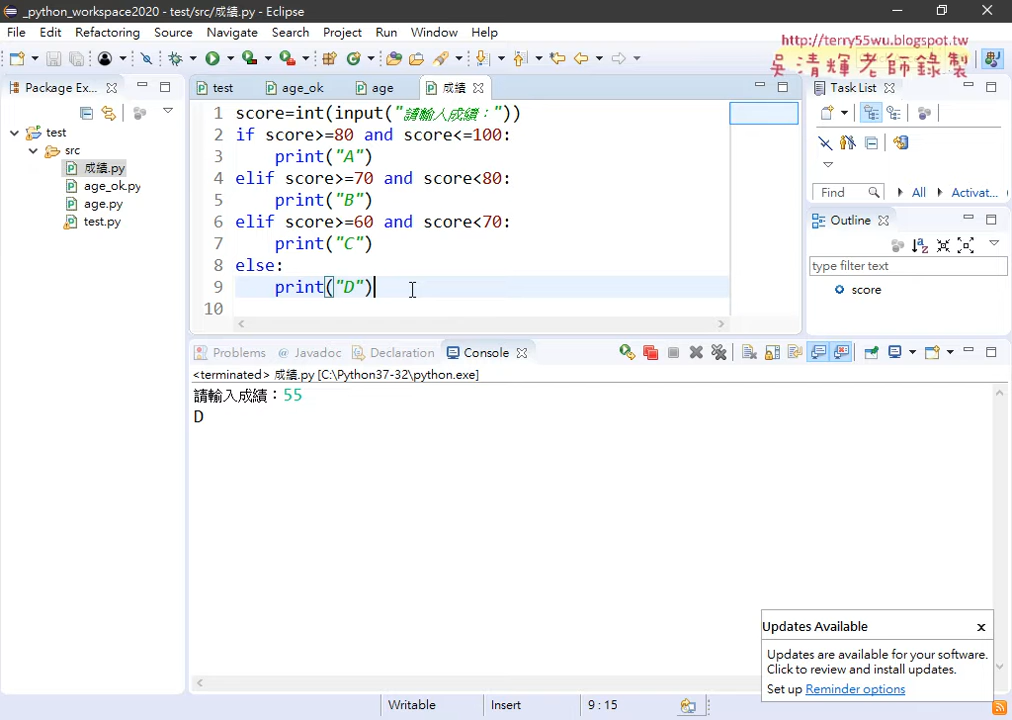 _python_workspace2020 - test/src/成績.py - Eclipse
File Edit Refactoring Source Navigate Search Project Run Window Help
http://terry55wu.blogspot.tw
吳清輝老師錄製
Package Ex...
test age_ok age 成績
Task List
test
src
成績.py
age_ok.py
age.py
test.py
1 score=int(input("請輸入成績："))
2 if score>=80 and score<=100:
3 print("A")
4 elif score>=70 and score<80:
5 print("B")
6 elif score>=60 and score<70:
7 print("C")
8 else:
9 print("D")
10
Find All Activat...
Outline
type filter text
score
Problems @ Javadoc Declaration Console
<terminated> 成績.py [C:\Python37-32\python.exe]
請輸入成績：55
D
Updates Available x
Updates are available for your software.
Click to review and install updates.
Set up Reminder options
Writable Insert 9 : 15